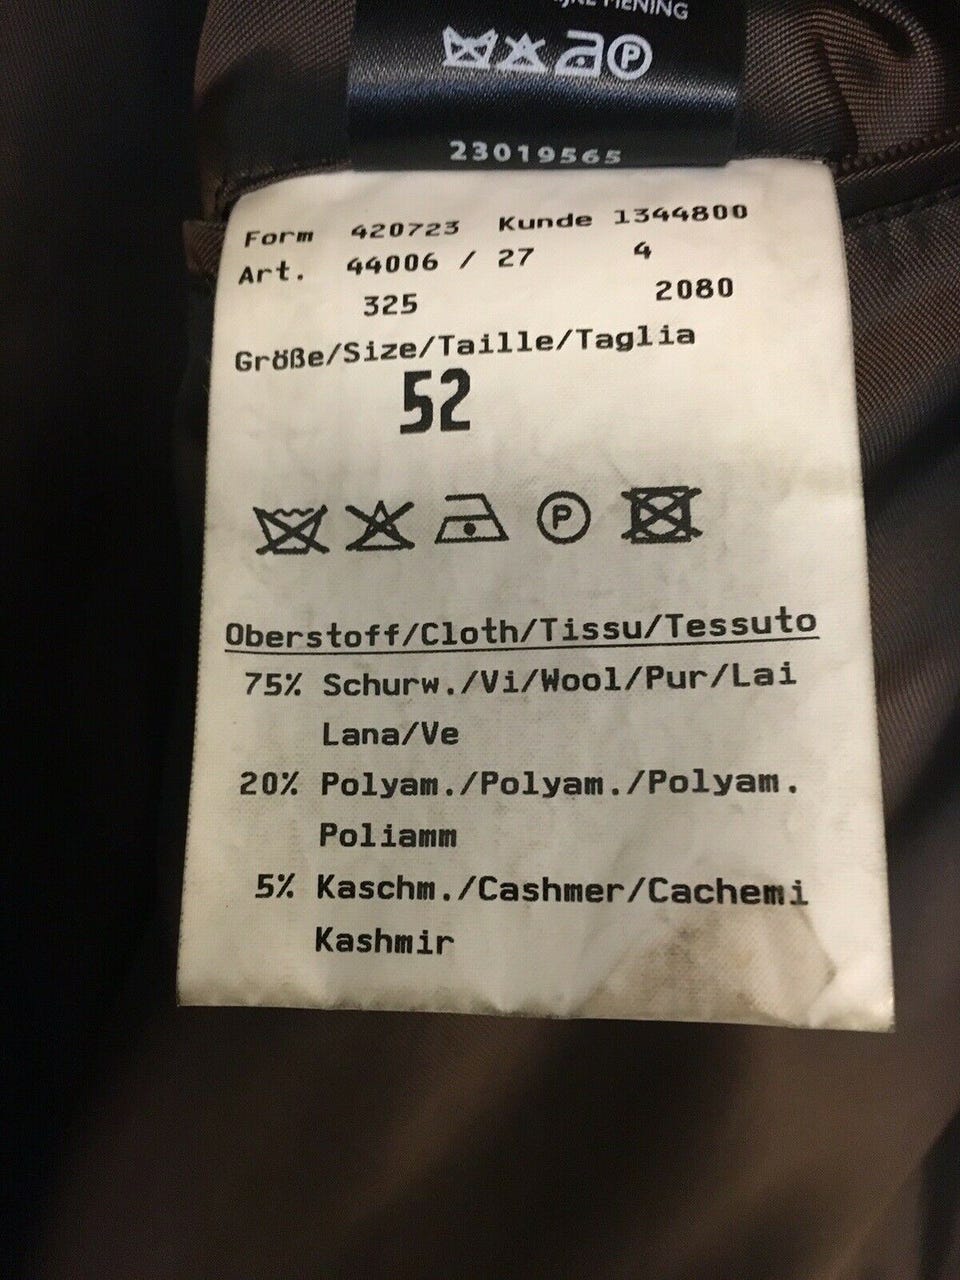 MENING
P
23019565
Form 420723 Kunde 1344800
Art. 44006 / 27 4
325 2080
Größe/Size/Taille/Taglia
52
P
Oberstoff/Cloth/Tissu/Tessuto
75% Schurw./Vi/Wool/Pur/Lai
Lana/Ve
20% Polyam./Polyam./Polyam.
Poliamm
5% Kaschm./Cashmer/Cachemi
Kashmir